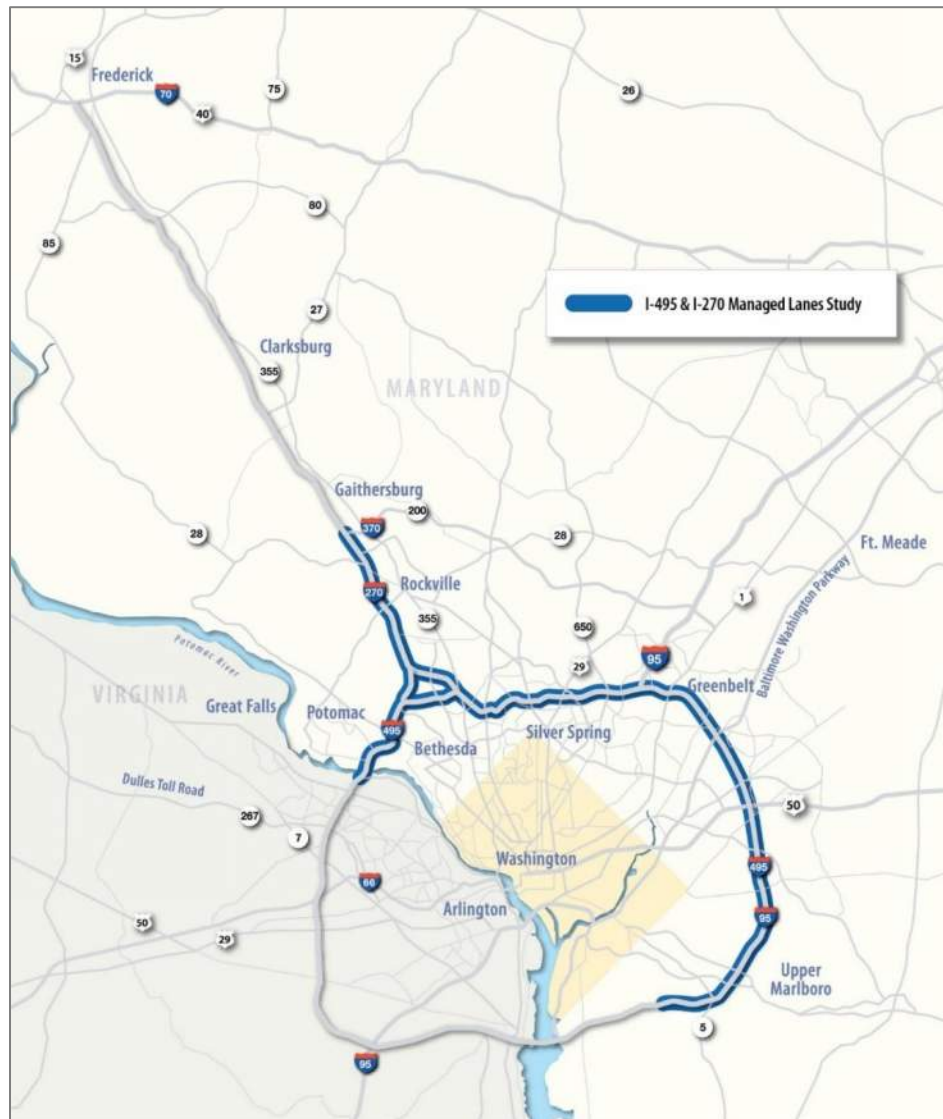 15
Frederick
70
75
40
26
80
85
I-495 & I-270 Managed Lanes Study
27
Clarksburg
355
MARYLAND
Gaithersburg
200
370
28
28
Ft. Meade
Rockville
270
1
355
650
Baltimore Washington Parkway
Potomac River
29
95
VIRGINIA
Greenbelt
Great Falls
Potomac
495
Silver Spring
Bethesda
Dulles Toll Road
50
267
7
Washington
495
66
Arlington
95
50
29
Upper
Marlboro
5
95